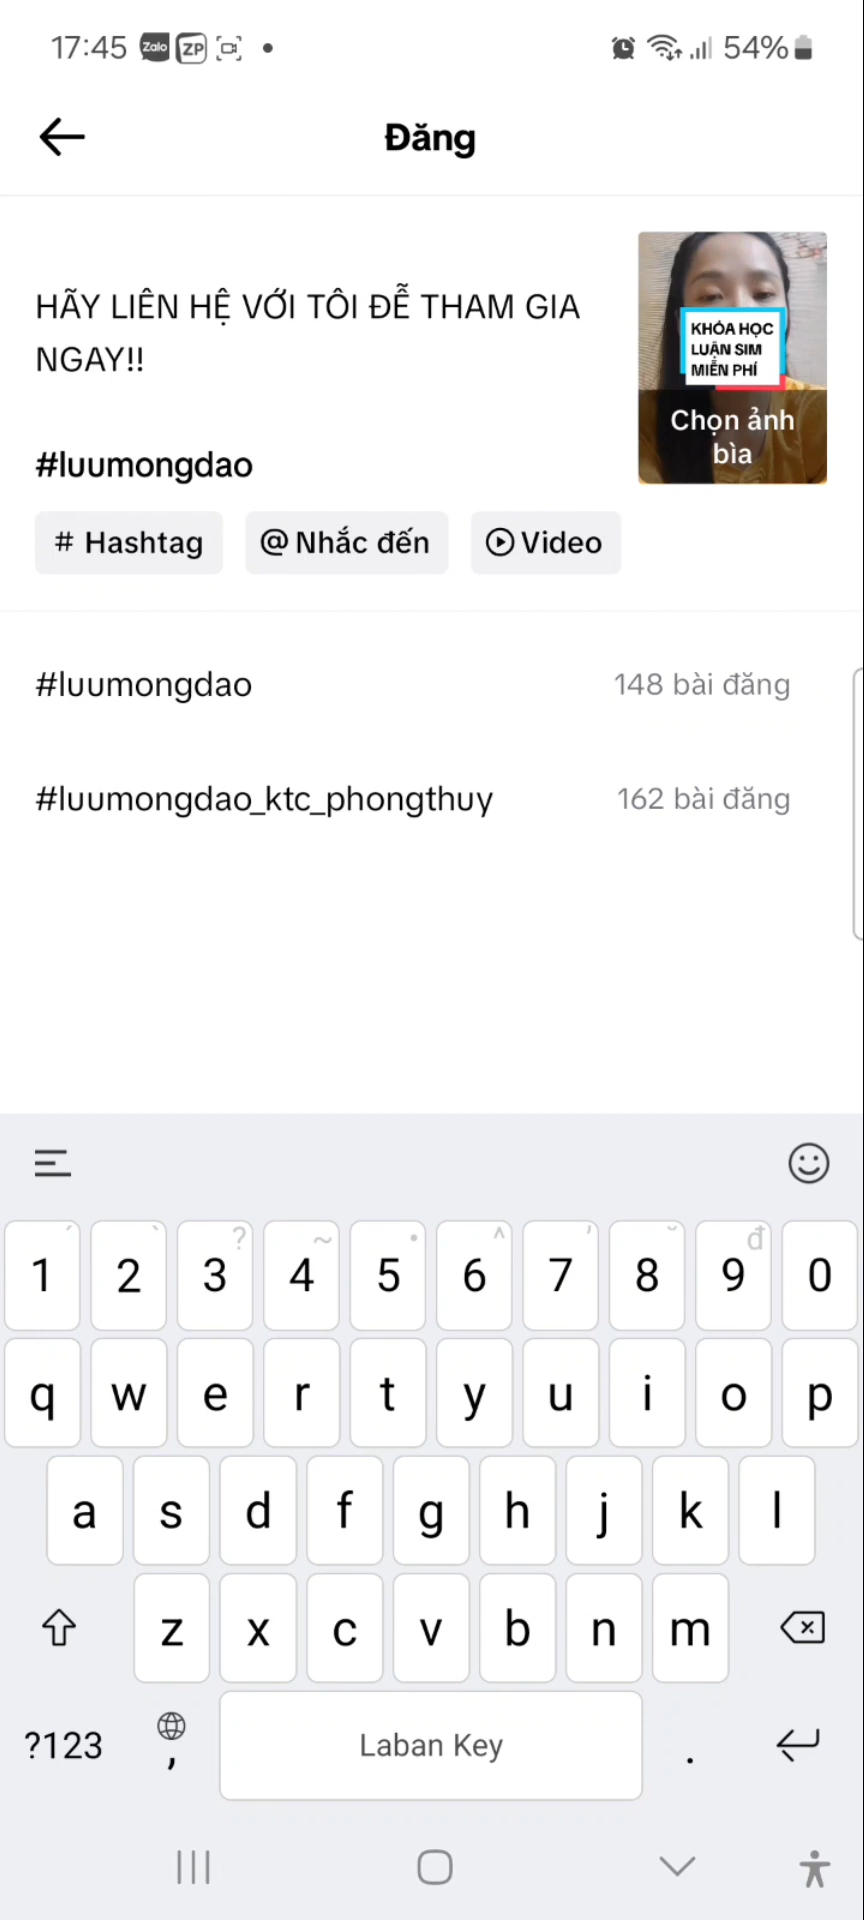 17:45 Zalo ZP 54%
Đăng
HÃY LIÊN HỆ VỚI TÔI ĐỂ THAM GIA
NGAY!!
#luumongdao
KHÓA HỌC
LUẬN SIM
MIỄN PHÍ
Chọn ảnh
bìa
# Hashtag @ Nhắc đến Video
#luumongdao 148 bài đăng
#luumongdao_ktc_phongthuy 162 bài đăng
1 2 3 4 5 6 7 8 9 0
q w e r t y u i o p
a s d f g h j k l
z x c v b n m
?123 , Laban Key .